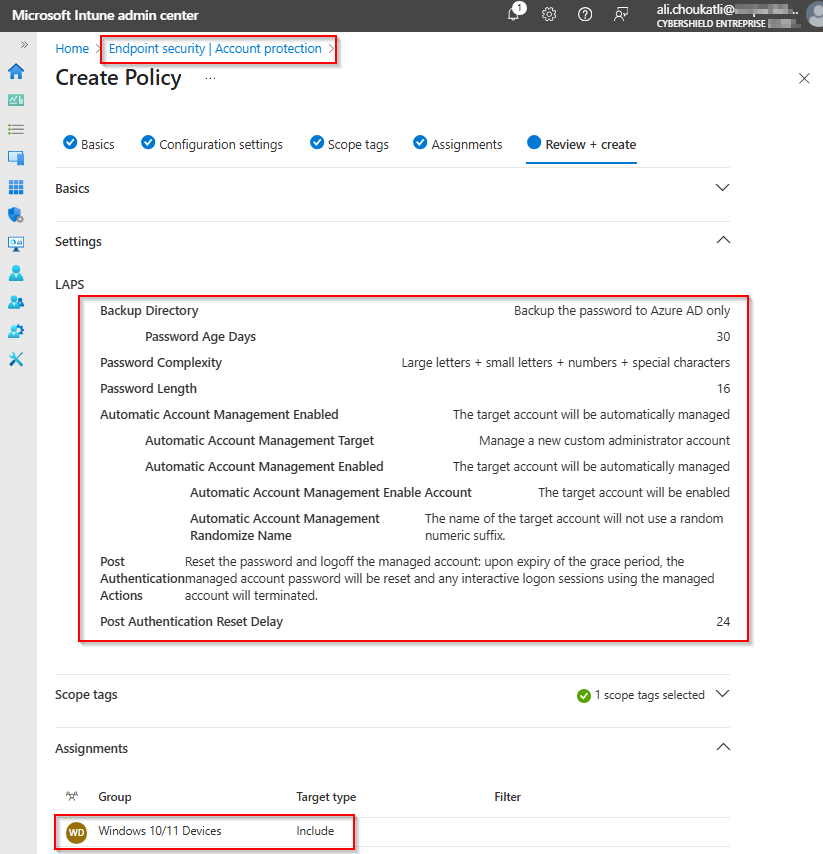 Microsoft Intune admin center
1
ali.choukatli@
CYBERSHIELD ENTREPRISE
Home > Endpoint security | Account protection >
Create Policy ...
Basics Configuration settings Scope tags Assignments Review + create
Basics
Settings
LAPS
Backup Directory Backup the password to Azure AD only
Password Age Days 30
Password Complexity Large letters + small letters + numbers + special characters
Password Length 16
Automatic Account Management Enabled The target account will be automatically managed
Automatic Account Management Target Manage a new custom administrator account
Automatic Account Management Enabled The target account will be automatically managed
Automatic Account Management Enable Account The target account will be enabled
Automatic Account Management The name of the target account will not use a random
Randomize Name numeric suffix.
Post Reset the password and logoff the managed account: upon expiry of the grace period, the
Authentication managed account password will be reset and any interactive logon sessions using the managed
Actions account will terminated.
Post Authentication Reset Delay 24
Scope tags 1 scope tags selected
Assignments
Group Target type Filter
WD Windows 10/11 Devices Include